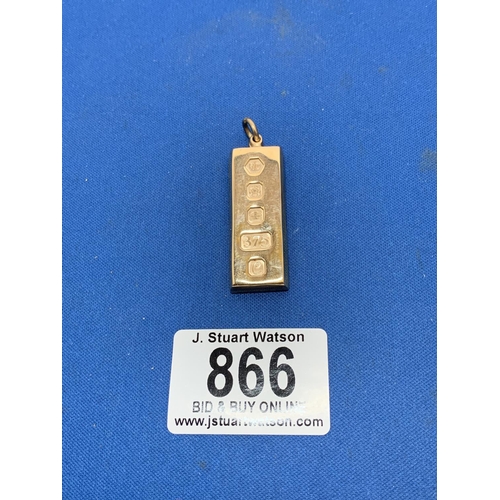 375
J. Stuart Watson
866
BID & BUY ONLINE
www.jstuartwatson.com